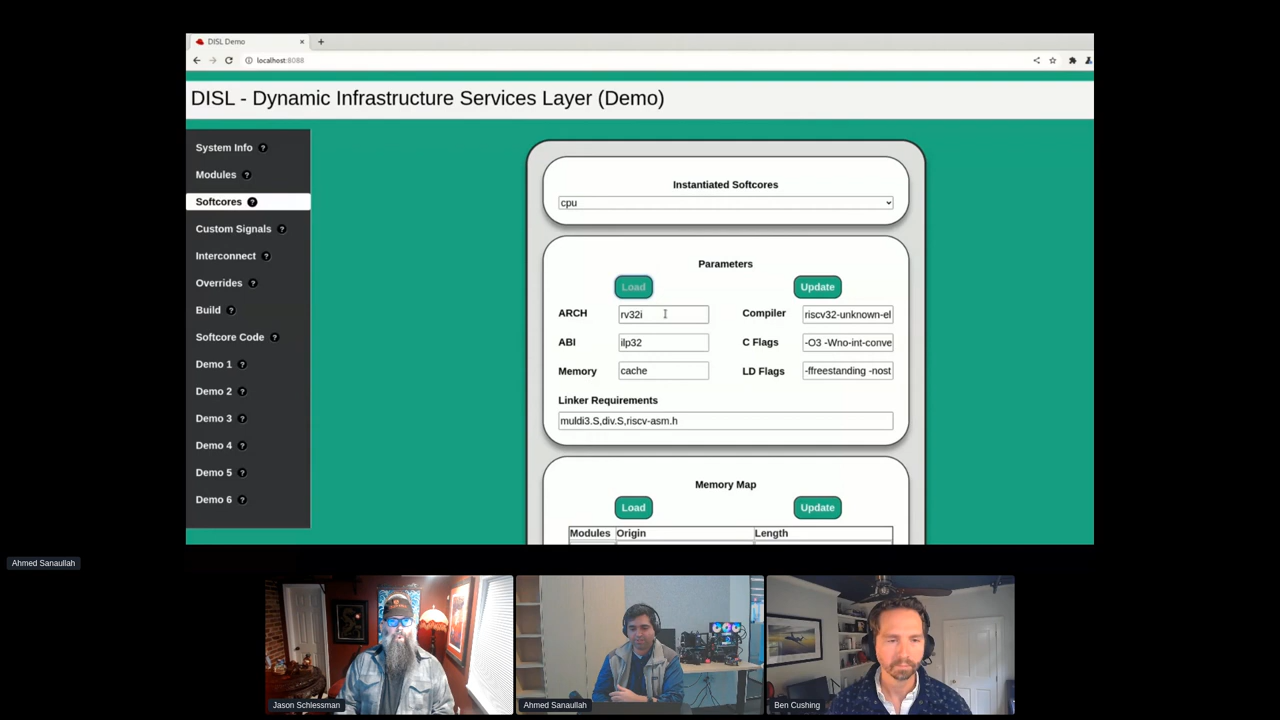 DISL Demo
localhost:8088
DISL - Dynamic Infrastructure Services Layer (Demo)
System Info ?
Modules ?
Softcores ?
Custom Signals ?
Interconnect ?
Overrides ?
Build ?
Softcore Code ?
Demo 1 ?
Demo 2 ?
Demo 3 ?
Demo 4 ?
Demo 5 ?
Demo 6 ?
Instantiated Softcores
cpu
Parameters
Load Update
ARCH rv32i Compiler riscv32-unknown-el
ABI ilp32 C Flags -O3 -Wno-int-conve
Memory cache LD Flags -ffreestanding -nost
Linker Requirements
muldi3.S,div.S,riscv-asm.h
Memory Map
Load Update
Modules Origin Length
Ahmed Sanaullah
Jason Schlessman
Ahmed Sanaullah
Ben Cushing